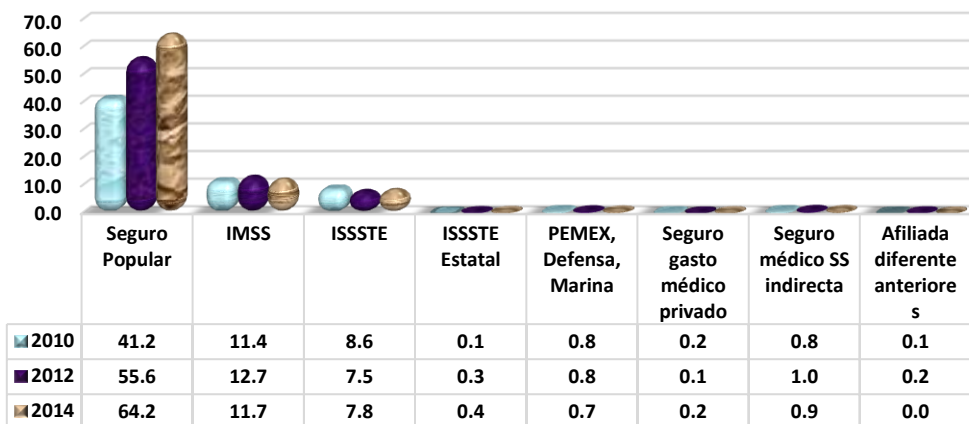 70.0
60.0
50.0
40.0
30.0
20.0
10.0
0.0
Seguro Popular
IMSS
ISSSTE
ISSSTE Estatal
PEMEX, Defensa, Marina
Seguro gasto médico privado
Seguro médico SS indirecta
Afiliada diferente anteriore s
2010 41.2 11.4 8.6 0.1 0.8 0.2 0.8 0.1
2012 55.6 12.7 7.5 0.3 0.8 0.1 1.0 0.2
2014 64.2 11.7 7.8 0.4 0.7 0.2 0.9 0.0